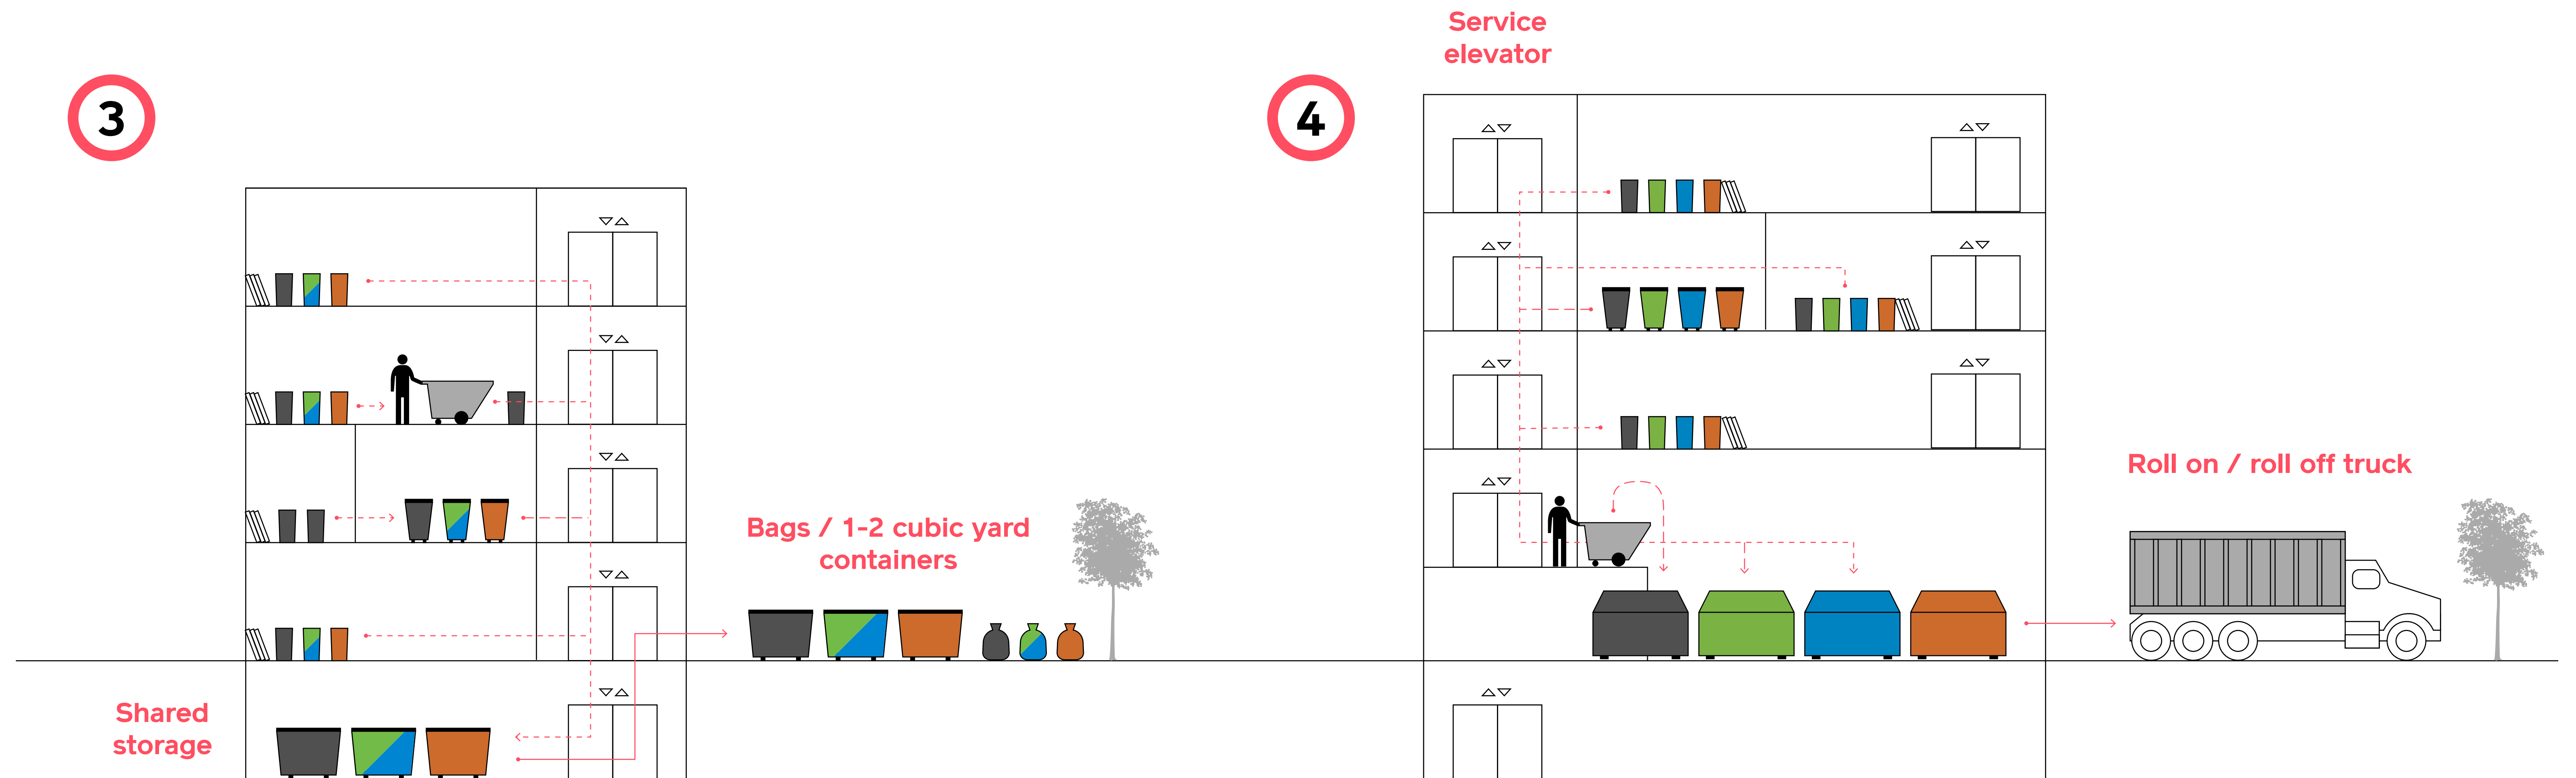 3
Shared
storage
Bags / 1-2 cubic yard
containers
4
Service
elevator
Roll on / roll off truck